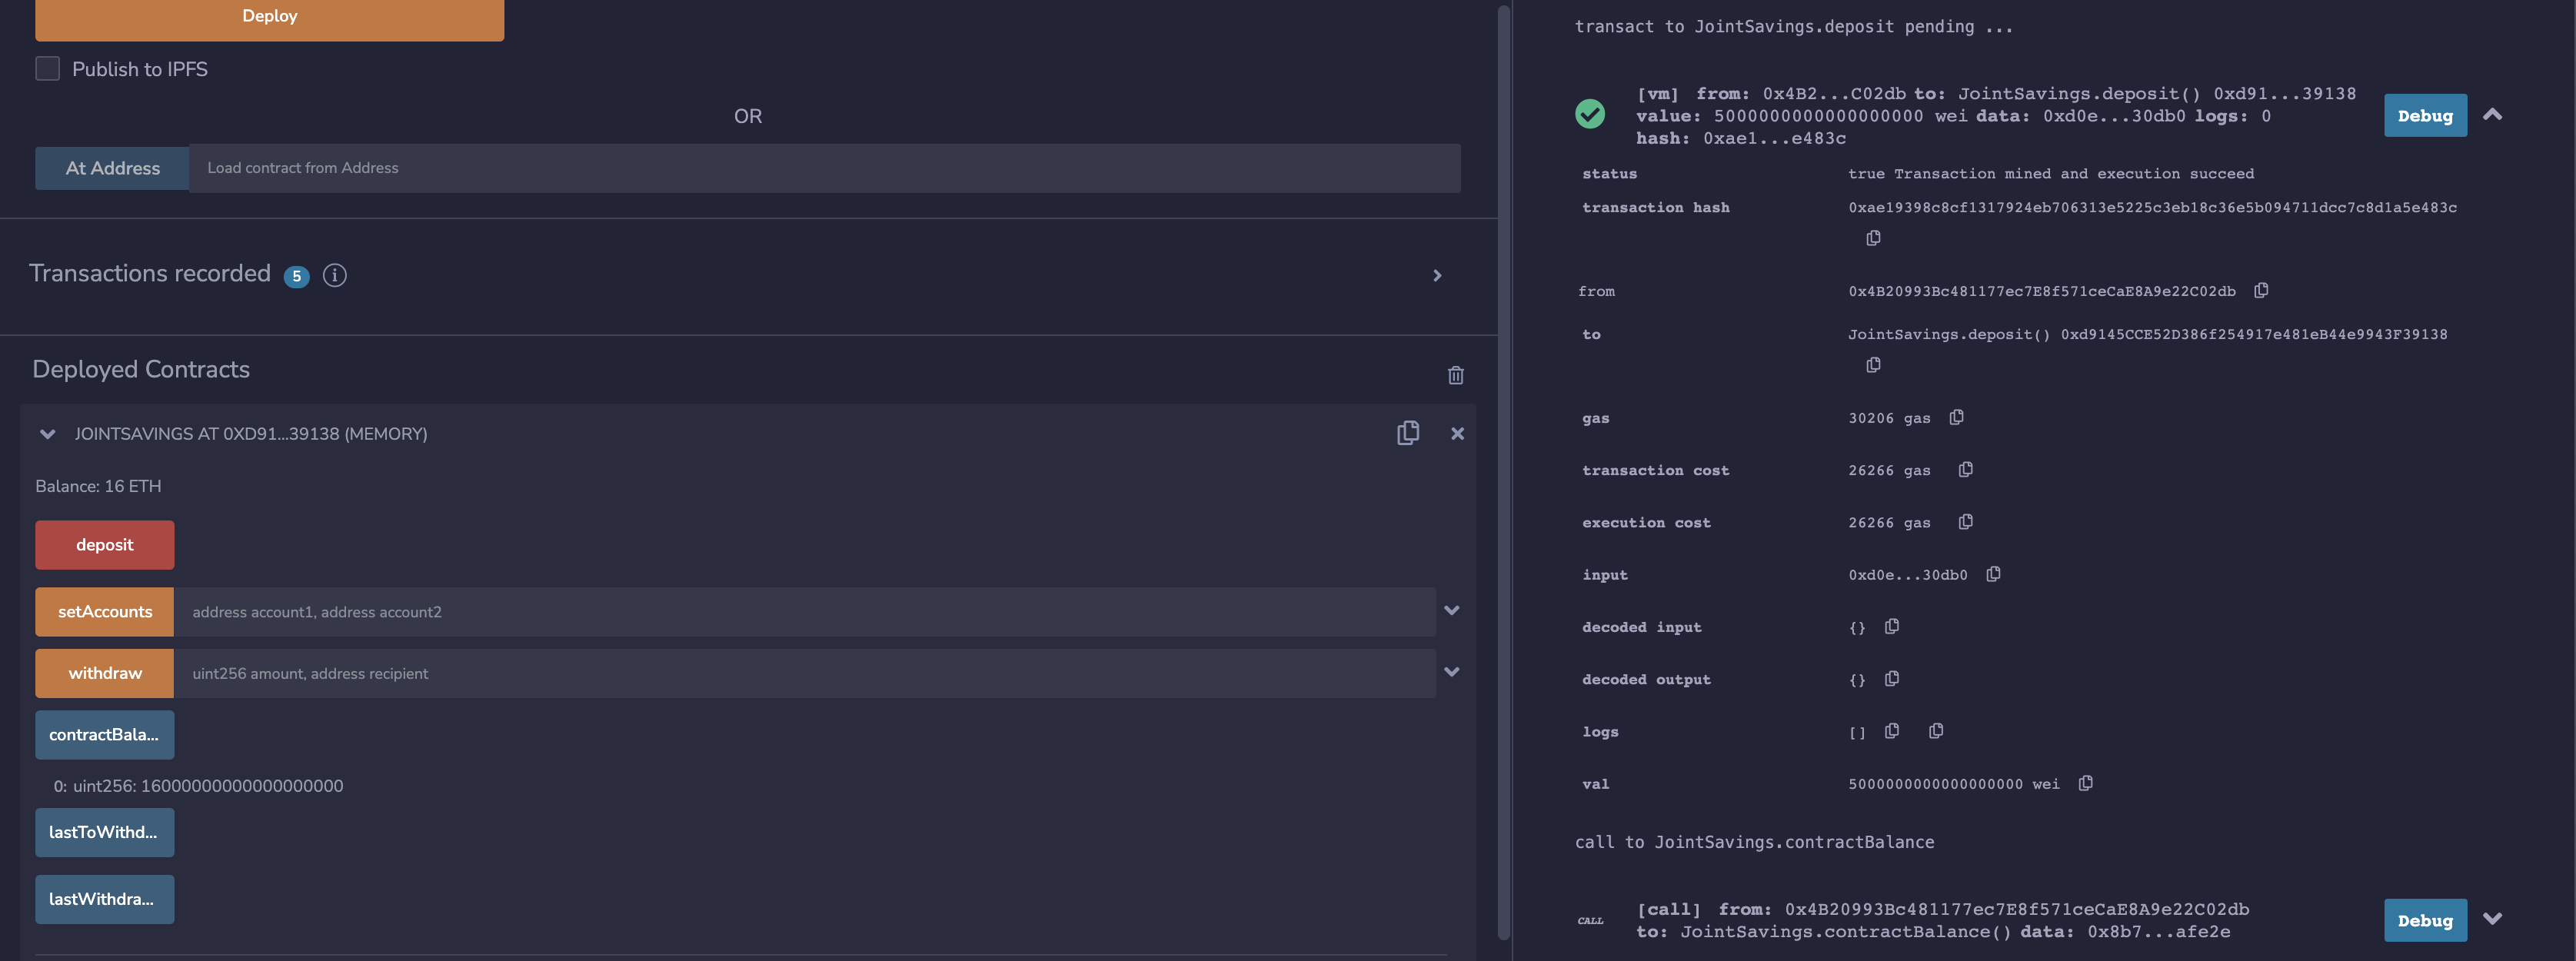 Deploy
Publish to IPFS
OR
At Address
Load contract from Address
Transactions recorded 5 i
Deployed Contracts
JOINTSAVINGS AT 0XD91...39138 (MEMORY)
Balance: 16 ETH
deposit
setAccounts
address account1, address account2
withdraw
uint256 amount, address recipient
contractBala...
0: uint256: 16000000000000000000
lastToWithd...
lastWithdra...
transact to JointSavings.deposit pending ...
[vm] from: 0x4B2...C02db to: JointSavings.deposit() 0xd91...39138
value: 5000000000000000000 wei data: 0xd0e...30db0 logs: 0
hash: 0xae1...e483c
Debug
status true Transaction mined and execution succeed
transaction hash 0xae19398c8cf1317924eb706313e5225c3eb18c36e5b094711dcc7c8d1a5e483c
from 0x4B20993Bc481177ec7E8f571ceCaE8A9e22C02db
to JointSavings.deposit() 0xd9145CCE52D386f254917e481eB44e9943F39138
gas 30206 gas
transaction cost 26266 gas
execution cost 26266 gas
input 0xd0e...30db0
decoded input {}
decoded output {}
logs []
val 5000000000000000000 wei
call to JointSavings.contractBalance
CALL
[call] from: 0x4B20993Bc481177ec7E8f571ceCaE8A9e22C02db
to: JointSavings.contractBalance() data: 0x8b7...afe2e
Debug